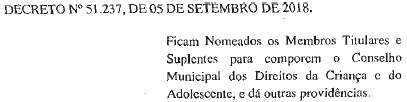 DECRETO Nº 51.237, DE 05 DE SETEMBRO DE 2018.
Ficam Nomeados os Membros Titulares e
Suplentes para comporem o Conselho
Municipal dos Direitos da Criança e do
Adolescente, e dá outras providências.